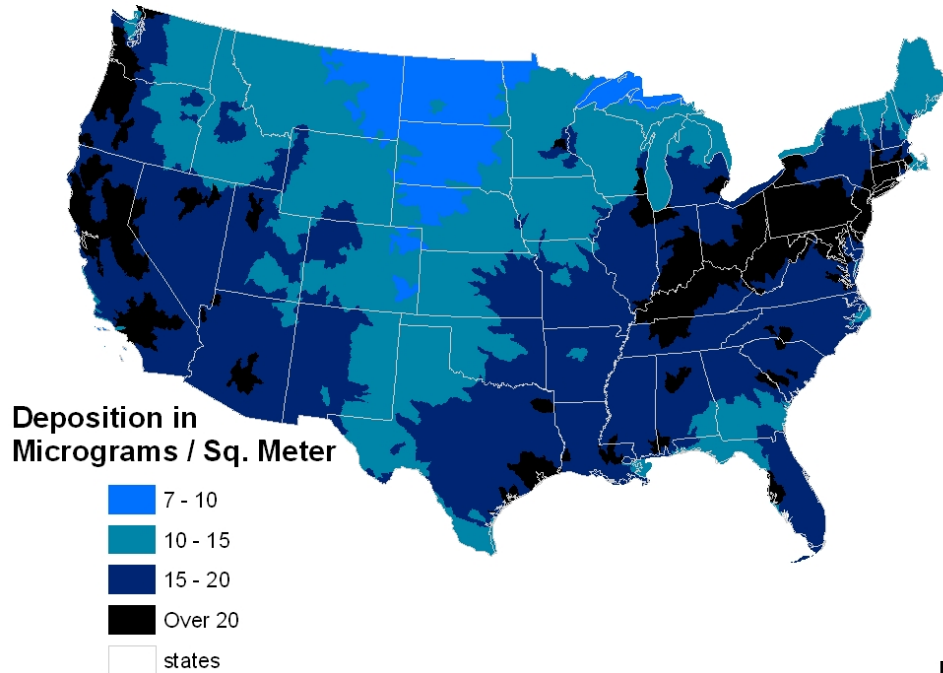 Deposition in
Micrograms / Sq. Meter
7 - 10
10 - 15
15 - 20
Over 20
states